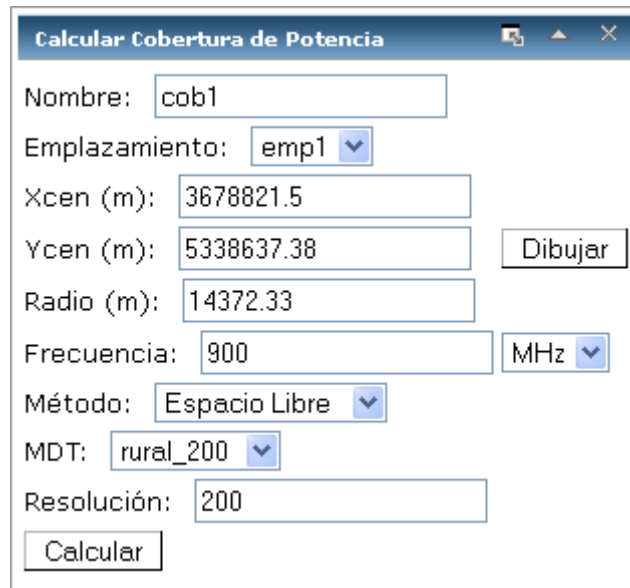 Calcular Cobertura de Potencia
Nombre: cob1
Emplazamiento: emp1
Xcen (m): 3678821.5
Ycen (m): 5338637.38 Dibujar
Radio (m): 14372.33
Frecuencia: 900 MHz
Método: Espacio Libre
MDT: rural_200
Resolución: 200
Calcular